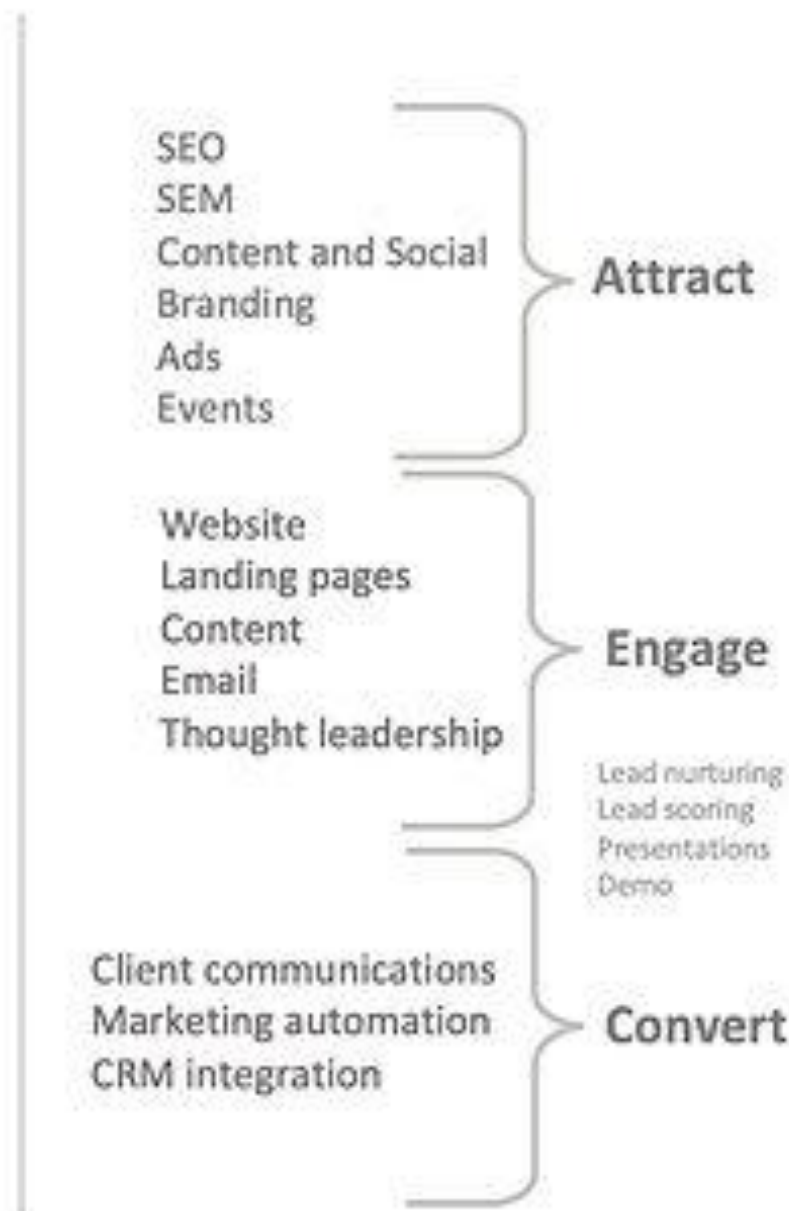 SEO
SEM
Content and Social
Branding
Ads
Events
Attract
Website
Landing pages
Content
Email
Thought leadership
Engage
Lead nurturing
Lead scoring
Presentations
Demo
Client communications
Marketing automation
CRM integration
Convert